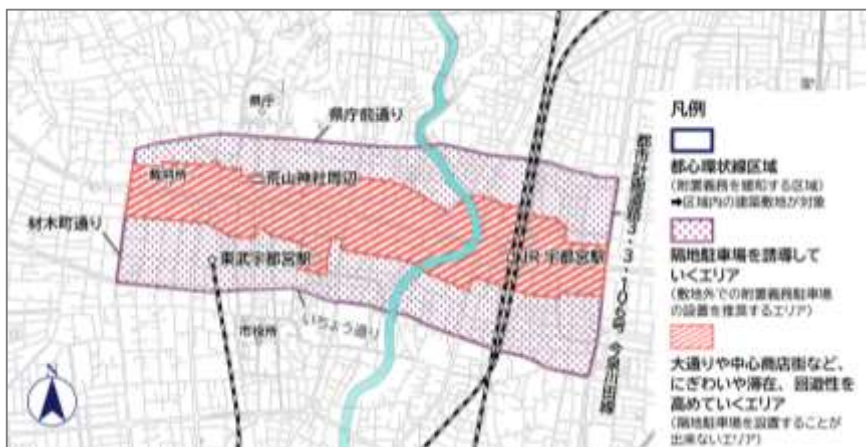 県庁
県庁前通り
裁判所
二荒山神社周辺
材木町通り
東武宇都宮駅
JR宇都宮駅
市役所
いちょう通り
N
都市計画道路3・3・106号 今泉川田線
凡例
都心環状線区域
（附置義務を緩和する区域）
➡区域内の建築敷地が対象
隔地駐車場を誘導して
いくエリア
（敷地外での附置義務駐車場
の設置を推奨するエリア）
大通りや中心商店街など、
にぎわいや滞在、回遊性を
高めていくエリア
（隔地駐車場を設置することが
出来ないエリア）